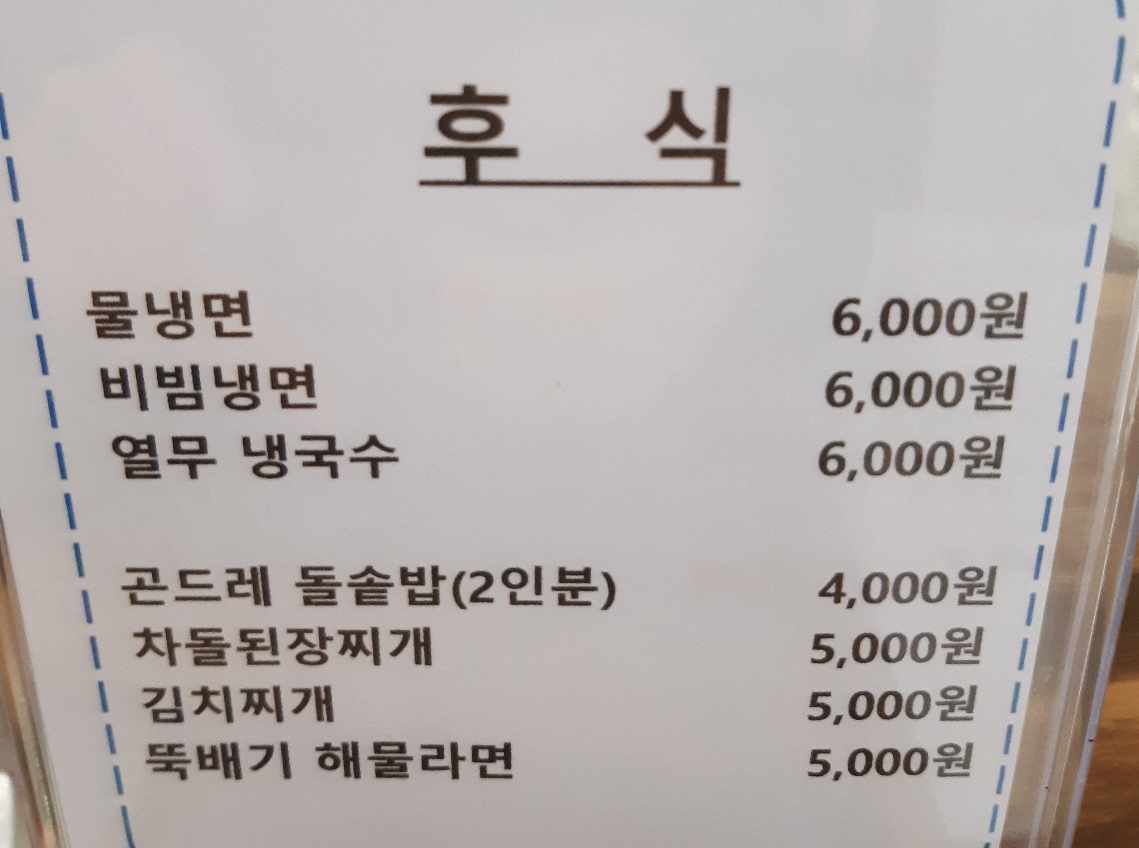 후 식
물냉면 6,000원
비빔냉면 6,000원
열무 냉국수 6,000원
곤드레 돌솥밥(2인분) 4,000원
차돌된장찌개 5,000원
김치찌개 5,000원
뚝배기 해물라면 5,000원